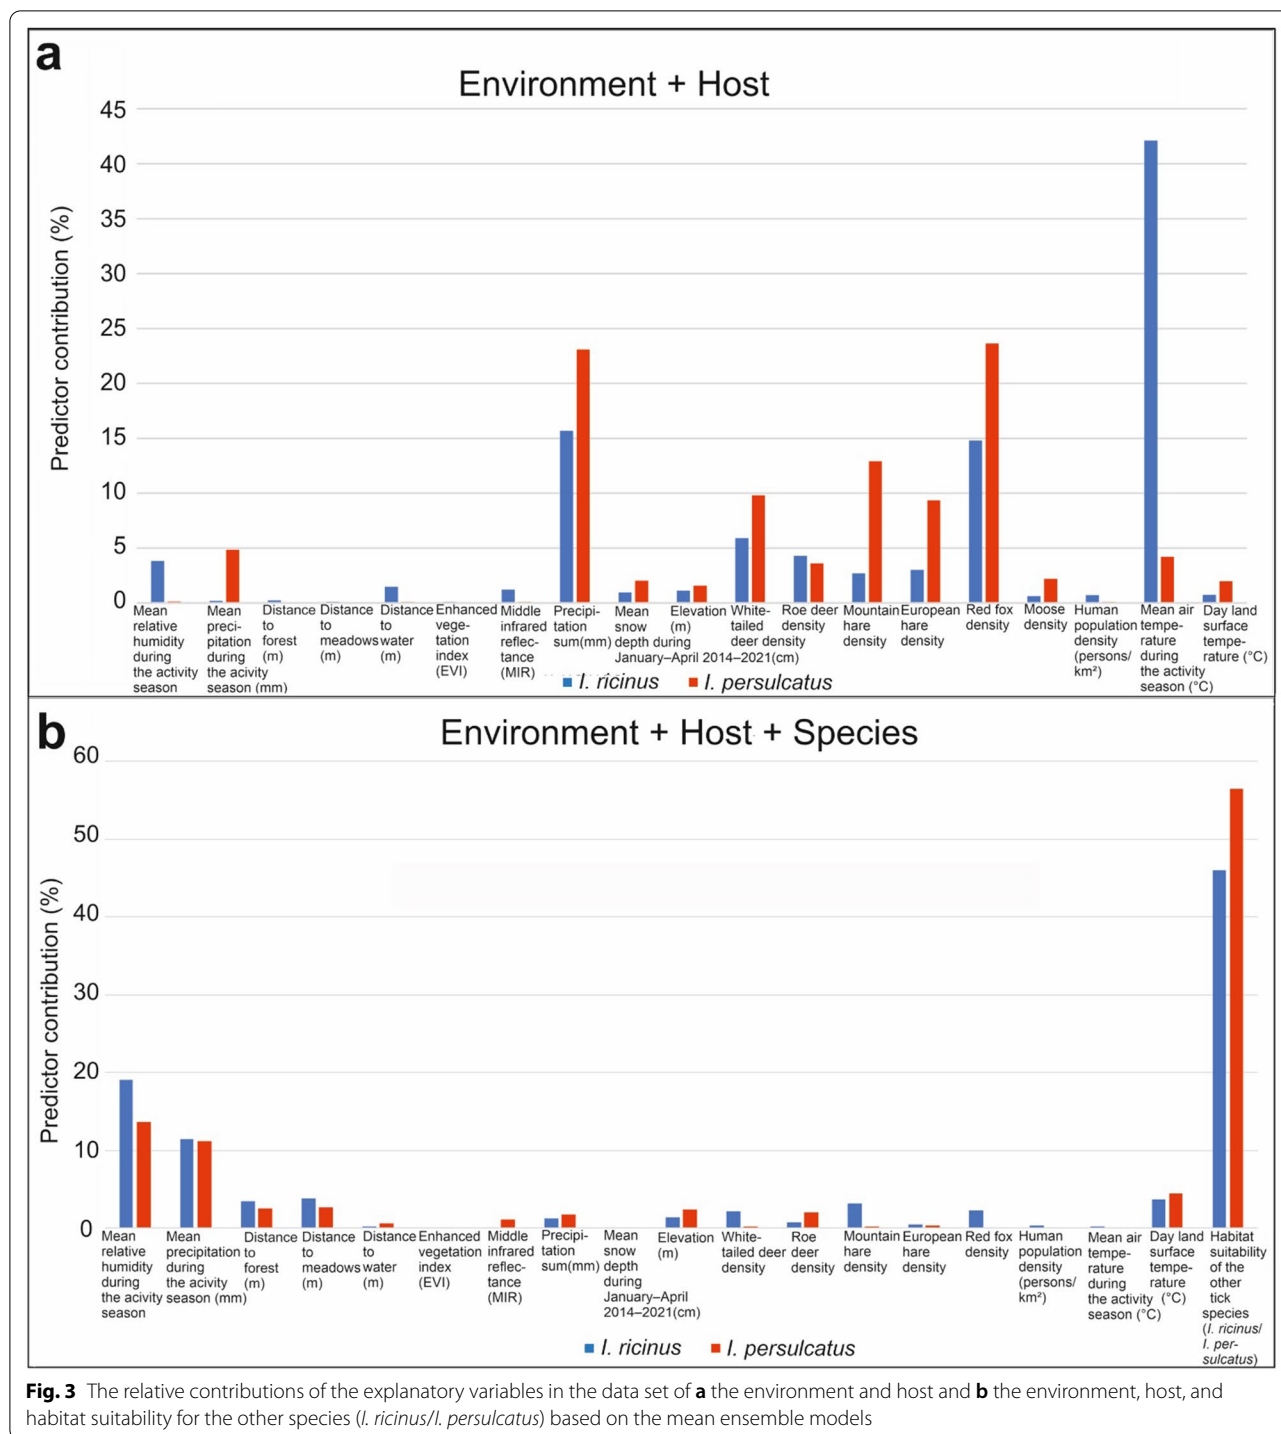 a
Environment + Host
Predictor contribution (%)
45
40
35
30
25
20
15
10
5
0
Mean
relative
humidity
during
the activity
season
Mean
preci-
pitation
during
the acivity
season (mm)
Distance
to
forest
(m)
Distance
to
meadows
(m)
Distance
to
water
(m)
Enhanced
vege-
tation
index
(EVI)
Middle
infrared
reflec-
tance
(MIR)
Precipi-
tation
sum(mm)
Mean
snow
depth during
January–April 2014–2021(cm)
Elevation
(m)
White-
tailed
deer density
Roe deer
density
Mountain
hare
density
European
hare
density
Red fox
density
Moose
density
Human
population
density
(persons/
km²)
Mean air
tempe-
rature
during
the activity
season (°C)
Day land
surface
tempe-
rature (°C)
I. ricinus
I. persulcatus
b
Environment + Host + Species
Predictor contribution (%)
60
50
40
30
20
10
0
Mean
relative
humidity
during
the acivity
season
Mean
precipitation
during
the acivity
season (mm)
Distance
to
forest
(m)
Distance
to
meadows
(m)
Distance
to
water
(m)
Enhanced
vegetation
index
(EVI)
Middle
infrared
reflec-
tance
(MIR)
Precipi-
tation
sum(mm)
Mean
snow
depth
during
January–April
2014–2021(cm)
Elevation
(m)
White-
tailed deer
density
Roe
deer
density
Mountain
hare
density
European
hare
density
Red fox
density
Human
population
density
(persons/
km²)
Mean air
tempe-
rature
during
the activity
season (°C)
Day land
surface
tempe-
rature
(°C)
Habitat
suitability
of the
other
tick
species
(I. ricinus/
I. per-
sulcatus)
I. ricinus
I. persulcatus
Fig. 3 The relative contributions of the explanatory variables in the data set of a the environment and host and b the environment, host, and
habitat suitability for the other species (I. ricinus/I. persulcatus) based on the mean ensemble models